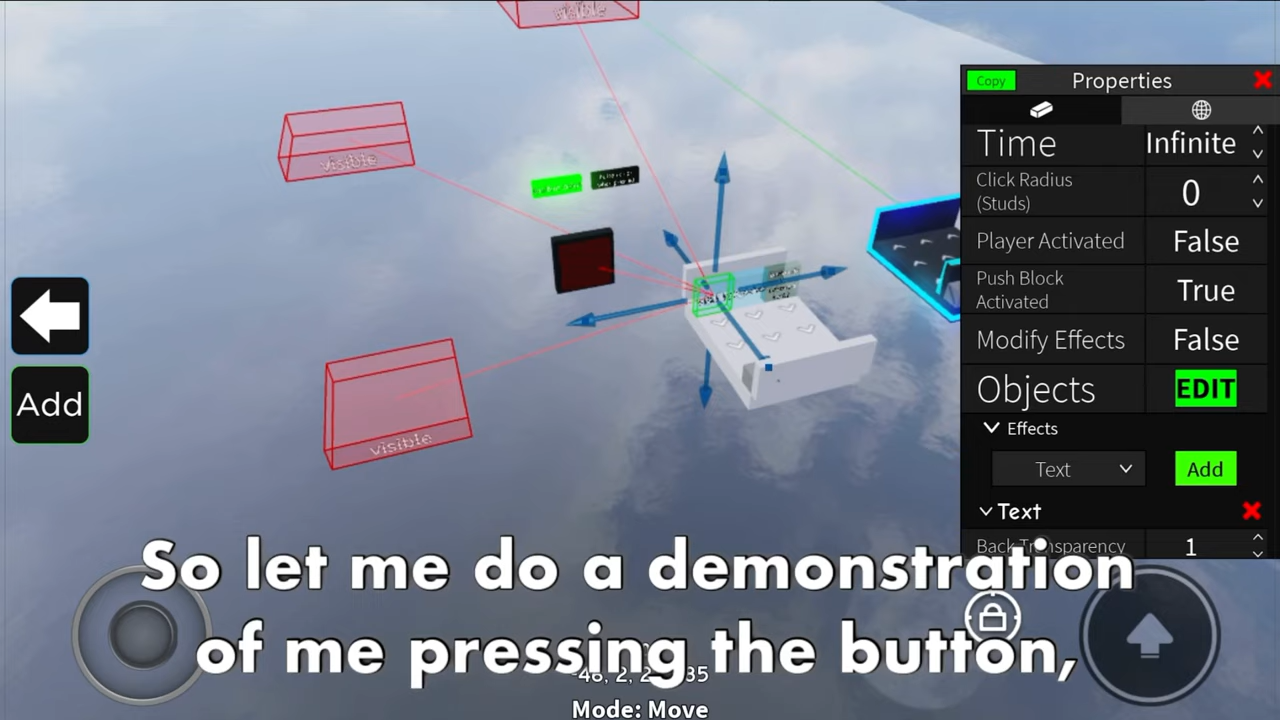 visible
Copy
Properties
visible
Time
Infinite
Click Radius
(Studs)
0
Player Activated
False
Push Block
Activated
True
Modify Effects
False
Objects
EDIT
Effects
Text
Add
Text
Back Transparency
1
Add
visible
So let me do a demonstration
of me pressing the button,
Mode: Move